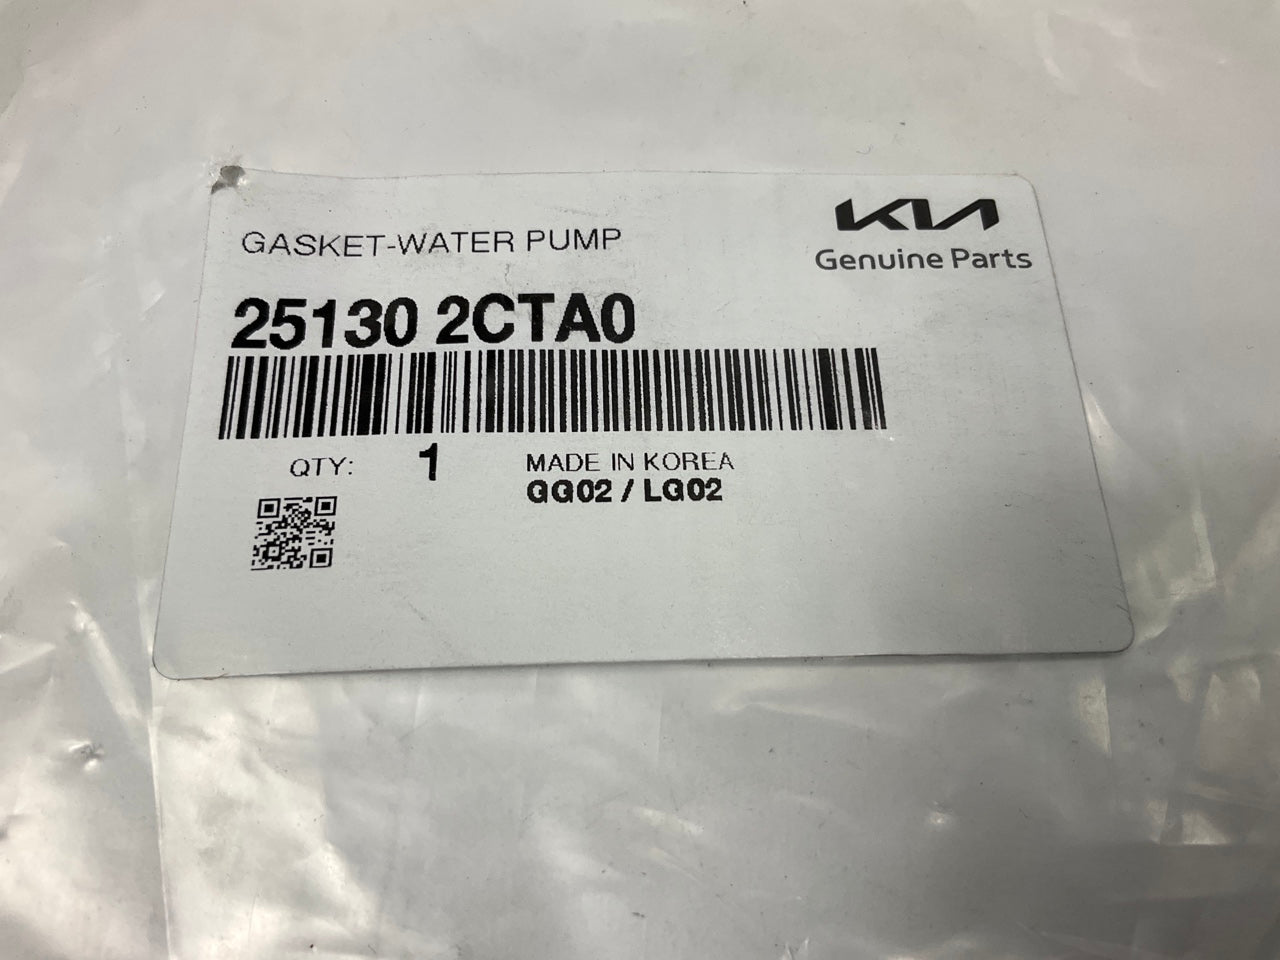 GASKET-WATER PUMP
KIA
Genuine Parts
25130 2CTA0
QTY: 1
MADE IN KOREA
GG02 / LG02